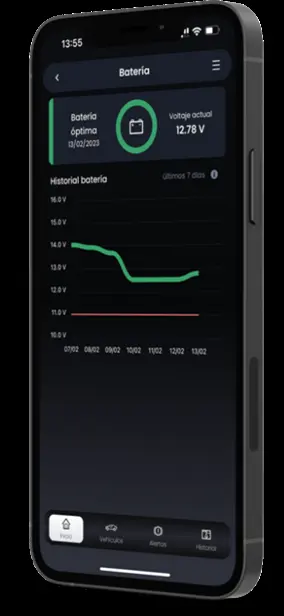 13:55
Batería
Batería
óptima
13/02/2023
Voltaje actual
12.78 V
Historial batería
Últimos 7 días
16.0 V
15.0 V
14.0 V
13.0 V
12.0 V
11.0 V
10.0 V
07/02 08/02 09/02 10/02 11/02 12/02 13/02
Inicio
Vehículos
Alertas
Historial